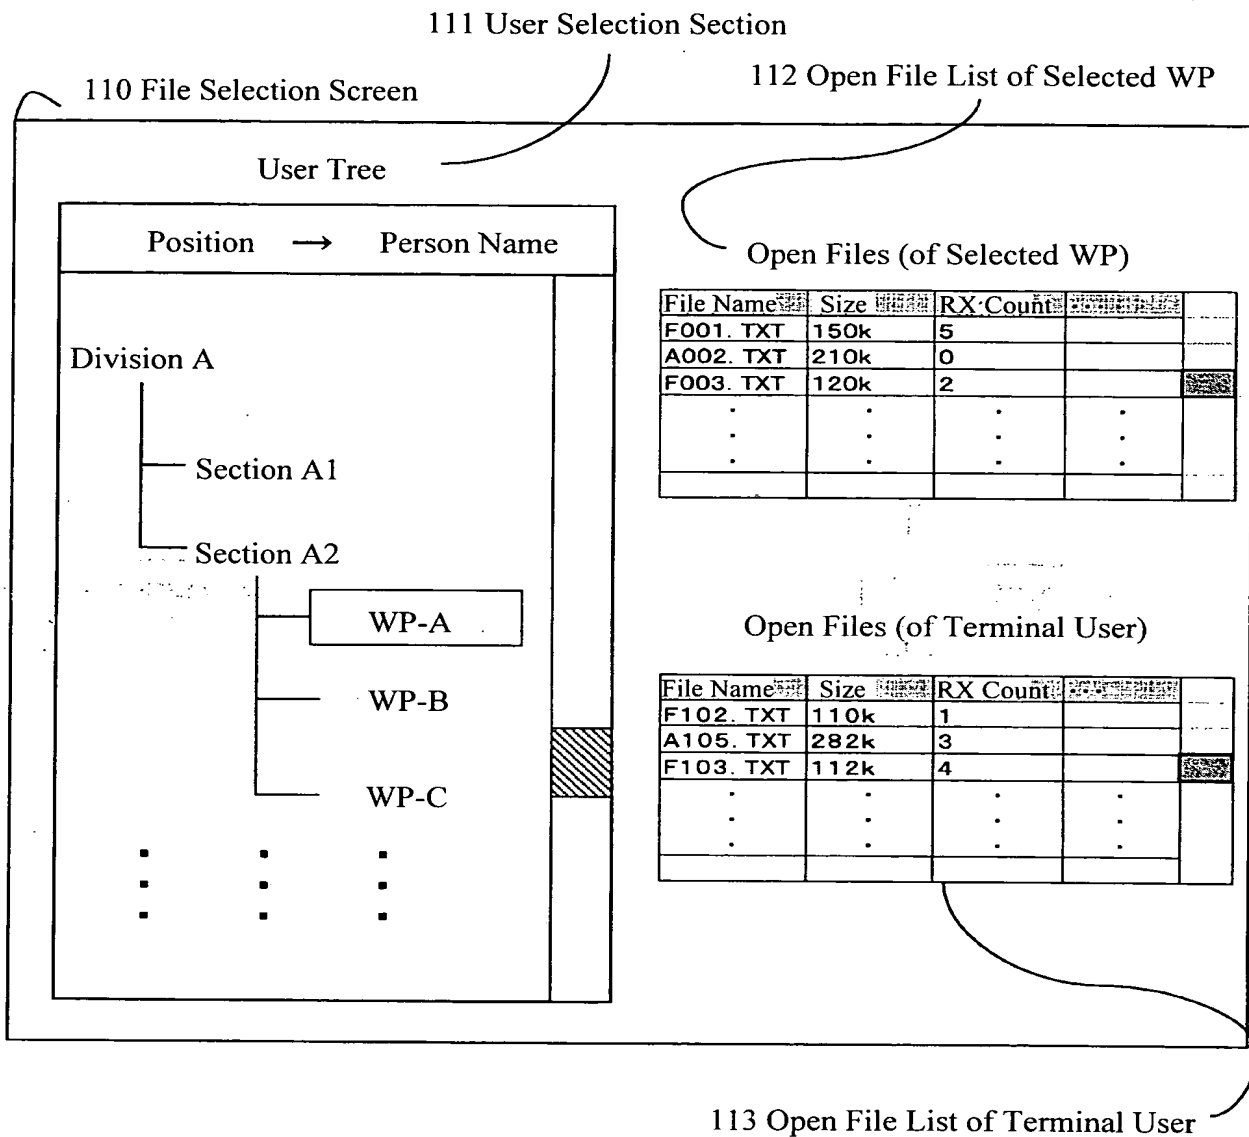 111 User Selection Section
112 Open File List of Selected WP
110 File Selection Screen
User Tree
Position → Person Name
Division A
Section A1
Section A2
WP-A
WP-B
WP-C
Open Files (of Selected WP)
File Name Size RX Count
F001. TXT 150k 5
A002. TXT 210k 0
F003. TXT 120k 2
Open Files (of Terminal User)
File Name Size RX Count
F102. TXT 110k 1
A105. TXT 282k 3
F103. TXT 112k 4
113 Open File List of Terminal User